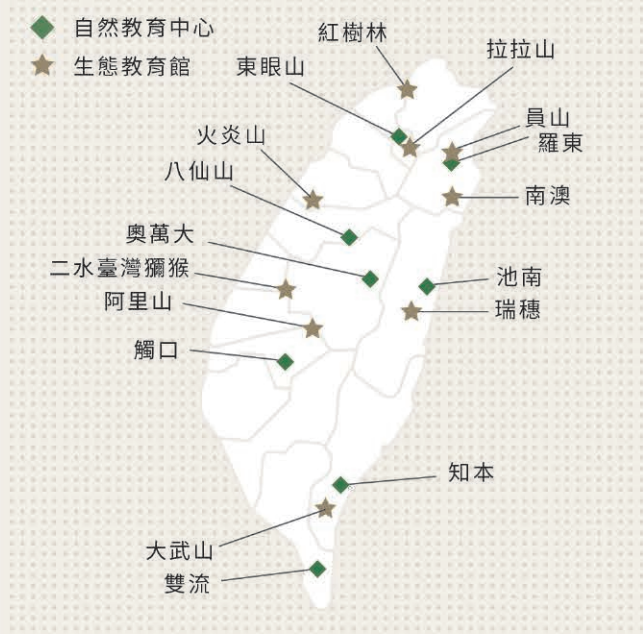 自然教育中心
生態教育館
紅樹林
拉拉山
東眼山
員山
火炎山
羅東
八仙山
南澳
奧萬大
二水臺灣獼猴
池南
阿里山
瑞穗
觸口
知本
大武山
雙流